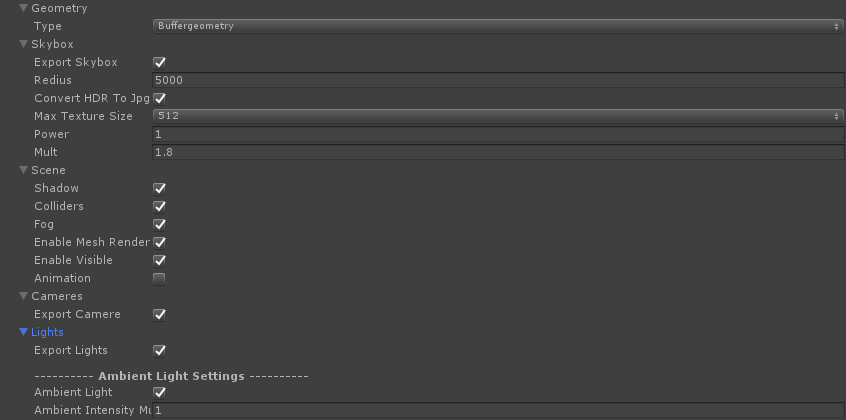 Geometry
Type Buffergeometry
Skybox
Export Skybox
Redius 5000
Convert HDR To Jpg
Max Texture Size 512
Power 1
Mult 1.8
Scene
Shadow
Colliders
Fog
Enable Mesh Render
Enable Visible
Animation
Cameres
Export Camere
Lights
Export Lights
---------- Ambient Light Settings ----------
Ambient Light
Ambient Intensity Mu 1